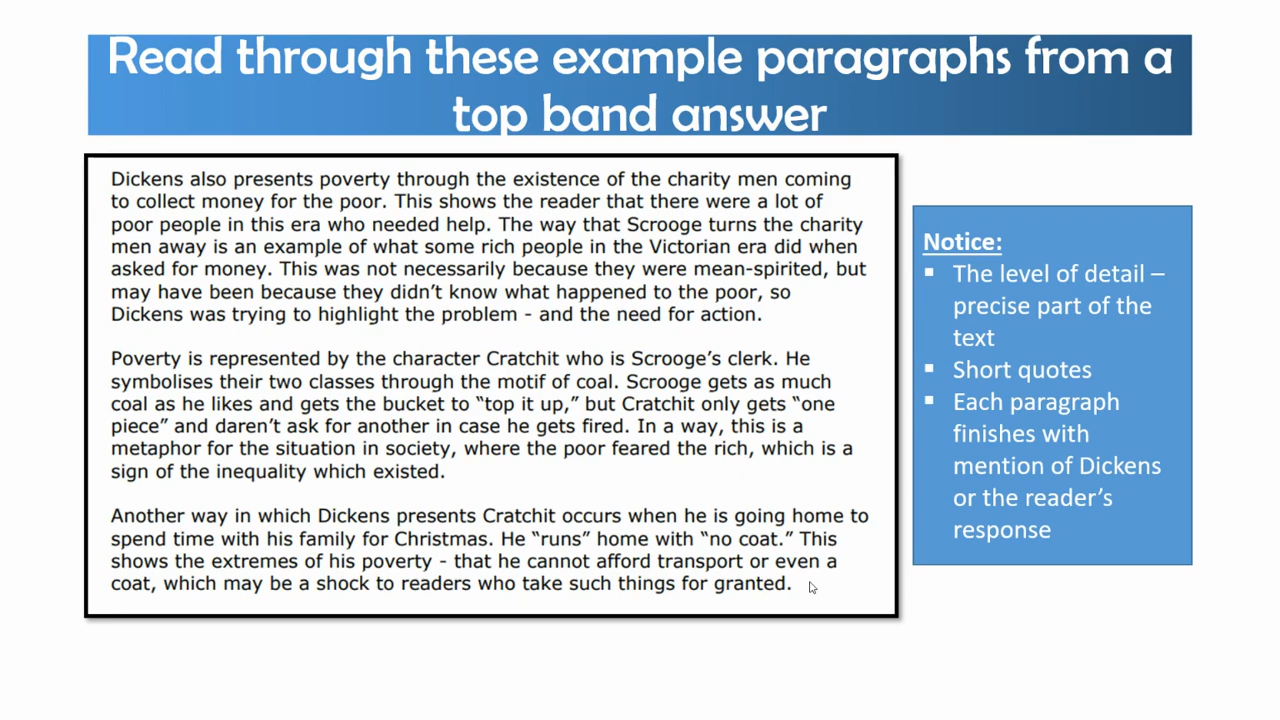 Read through these example paragraphs from a
top band answer
Dickens also presents poverty through the existence of the charity men coming
to collect money for the poor. This shows the reader that there were a lot of
poor people in this era who needed help. The way that Scrooge turns the charity
men away is an example of what some rich people in the Victorian era did when
asked for money. This was not necessarily because they were mean-spirited, but
may have been because they didn’t know what happened to the poor, so
Dickens was trying to highlight the problem - and the need for action.
Poverty is represented by the character Cratchit who is Scrooge’s clerk. He
symbolises their two classes through the motif of coal. Scrooge gets as much
coal as he likes and gets the bucket to “top it up,” but Cratchit only gets “one
piece” and daren’t ask for another in case he gets fired. In a way, this is a
metaphor for the situation in society, where the poor feared the rich, which is a
sign of the inequality which existed.
Another way in which Dickens presents Cratchit occurs when he is going home to
spend time with his family for Christmas. He “runs” home with “no coat.” This
shows the extremes of his poverty - that he cannot afford transport or even a
coat, which may be a shock to readers who take such things for granted.
Notice:
▪ The level of detail –
precise part of the
text
▪ Short quotes
▪ Each paragraph
finishes with
mention of Dickens
or the reader’s
response